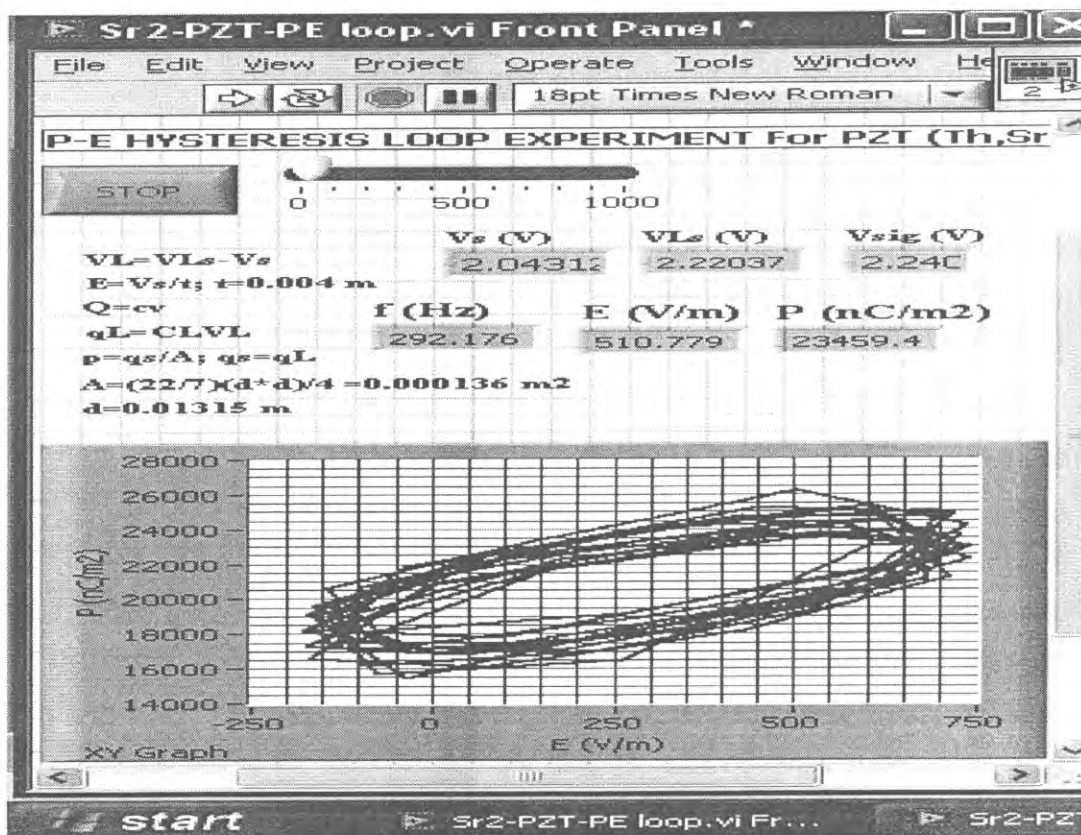 Sr2-PZT-PE loop.vi Front Panel *
File Edit View Project Operate Tools Window He
18pt Times New Roman
2
P-E HYSTERESIS LOOP EXPERIMENT For PZT (Th,Sr
STOP
0 500 1000
Vs (V) VLs (V) Vsig (V)
VL=VLs-Vs
2.04312 2.22037 2.240
E=Vs/t; t=0.004 m
Q=cv
f (Hz) E (V/m) P (nC/m2)
qL=CLVL
292.176 510.779 23459.4
p=qs/A; qs=qL
A=(22/7)(d*d)/4 =0.000136 m2
d=0.01315 m
28000
26000
24000
22000
20000
18000
16000
14000
P (nC/m2)
-250 0 250 500 750
E (V/m)
XY Graph
start Sr2-PZT-PE loop.vi Fr... Sr2-PZ